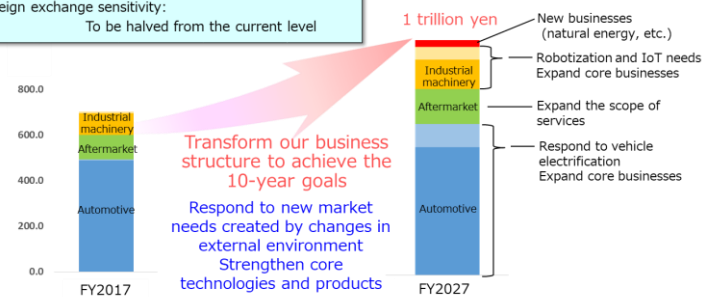 eign exchange sensitivity:
To be halved from the current level
1 trillion yen
New businesses
(natural energy, etc.)
Robotization and IoT needs
Expand core businesses
Industrial
machinery
800.0
Aftermarket
Expand the scope of
services
Industrial
machinery
600.0
Aftermarket
Transform our business
structure to achieve the
10-year goals
Respond to vehicle
electrification
Expand core businesses
400.0
Automotive
Respond to new market
needs created by changes in
external environment
Strengthen core
technologies and products
Automotive
200.0
0.0
FY2017
FY2027